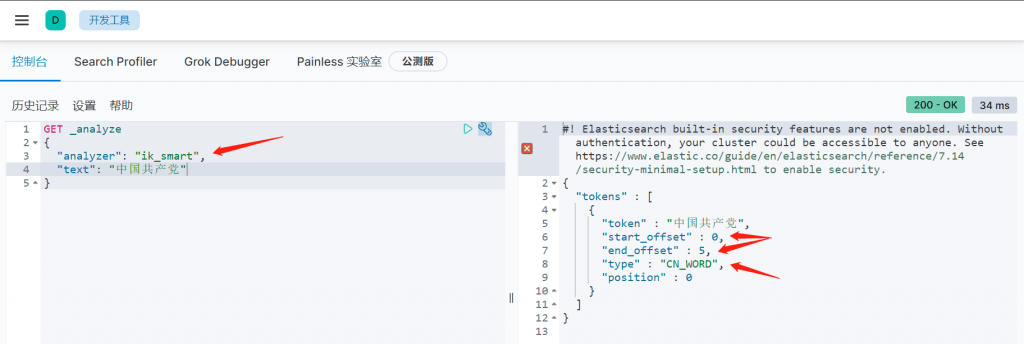 D 开发工具
控制台 Search Profiler Grok Debugger Painless 实验室 公测版
历史记录 设置 帮助 200 - OK 34 ms
1 GET _analyze
2 {
3 "analyzer": "ik_smart",
4 "text": "中国共产党"
5 }
1 #! Elasticsearch built-in security features are not enabled. Without
authentication, your cluster could be accessible to anyone. See
https://www.elastic.co/guide/en/elasticsearch/reference/7.14
/security-minimal-setup.html to enable security.
2 {
3 "tokens" : [
4 {
5 "token" : "中国共产党",
6 "start_offset" : 0,
7 "end_offset" : 5,
8 "type" : "CN_WORD",
9 "position" : 0
10 }
11 ]
12 }
13